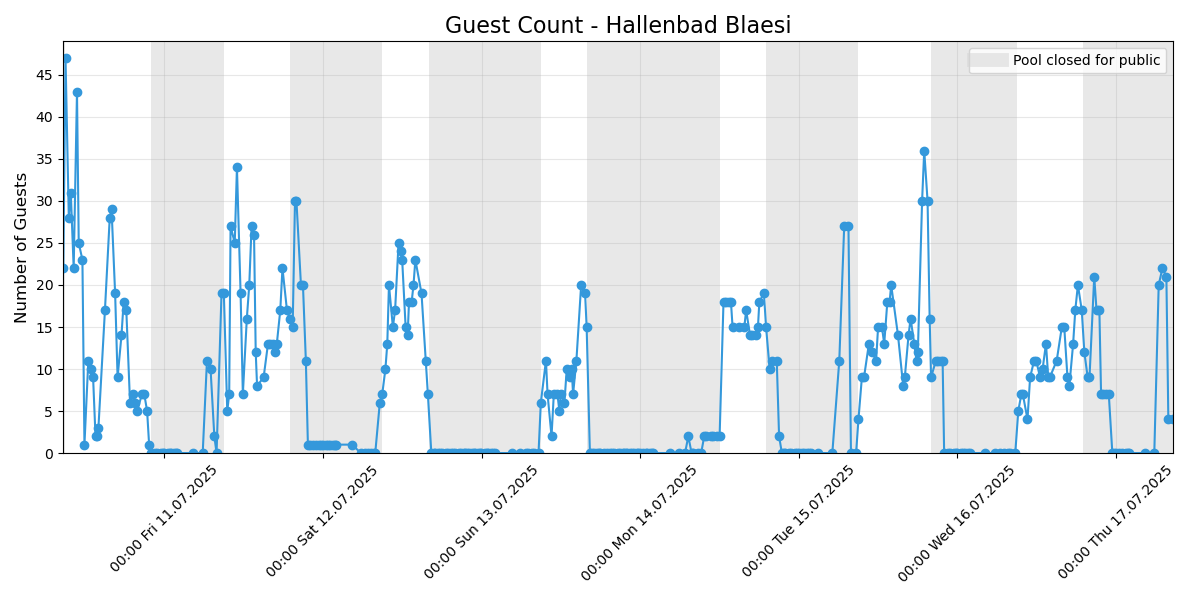 Guest Count - Hallenbad Blaesi
Pool closed for public
Number of Guests
45
40
35
30
25
20
15
10
5
0
00:00 Fri 11.07.2025
00:00 Sat 12.07.2025
00:00 Sun 13.07.2025
00:00 Mon 14.07.2025
00:00 Tue 15.07.2025
00:00 Wed 16.07.2025
00:00 Thu 17.07.2025